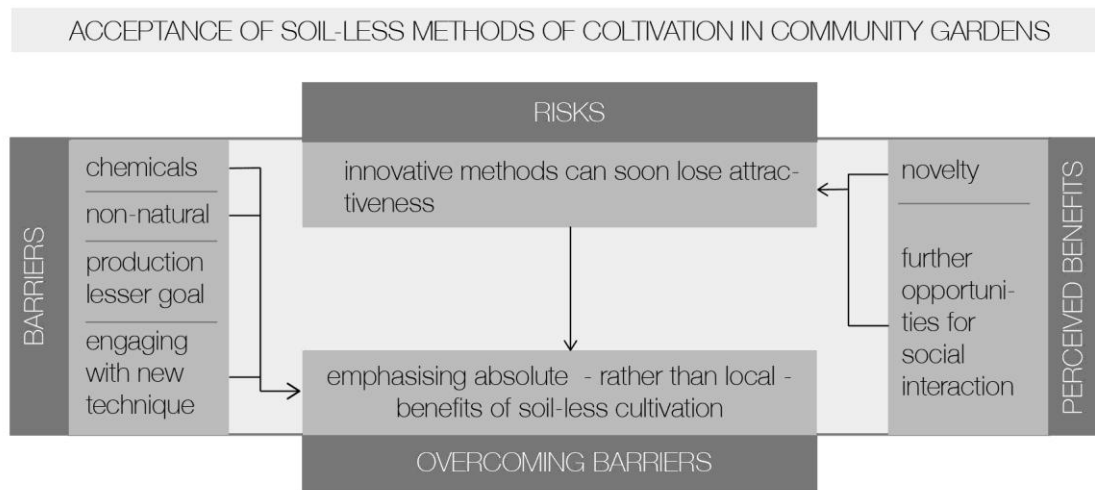 ACCEPTANCE OF SOIL-LESS METHODS OF COLTIVATION IN COMMUNITY GARDENS
RISKS
innovative methods can soon lose attrac-
tiveness
BARRIERS
chemicals
non-natural
production
lesser goal
engaging
with new
technique
novelty
further
opportuni-
ties for
social
interaction
PERCEIVED BENEFITS
emphasising absolute - rather than local -
benefits of soil-less cultivation
OVERCOMING BARRIERS